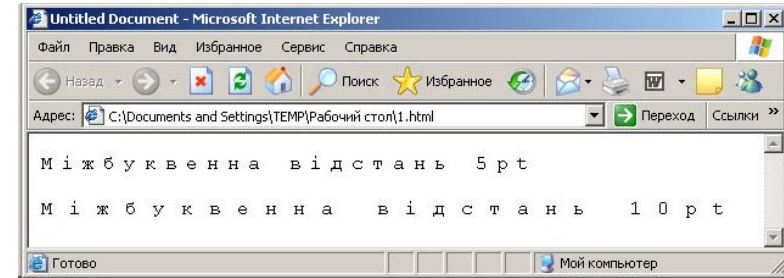 Untitled Document - Microsoft Internet Explorer
Файл Правка Вид Избранное Сервис Справка
Назад Поиск Избранное
Адрес: C:\Documents and Settings\TEMP\Рабочий стол\1.html Переход Ссылки »
Міжбуквенна відстань 5pt
Міжбуквенна відстань 10pt
Готово Мой компьютер